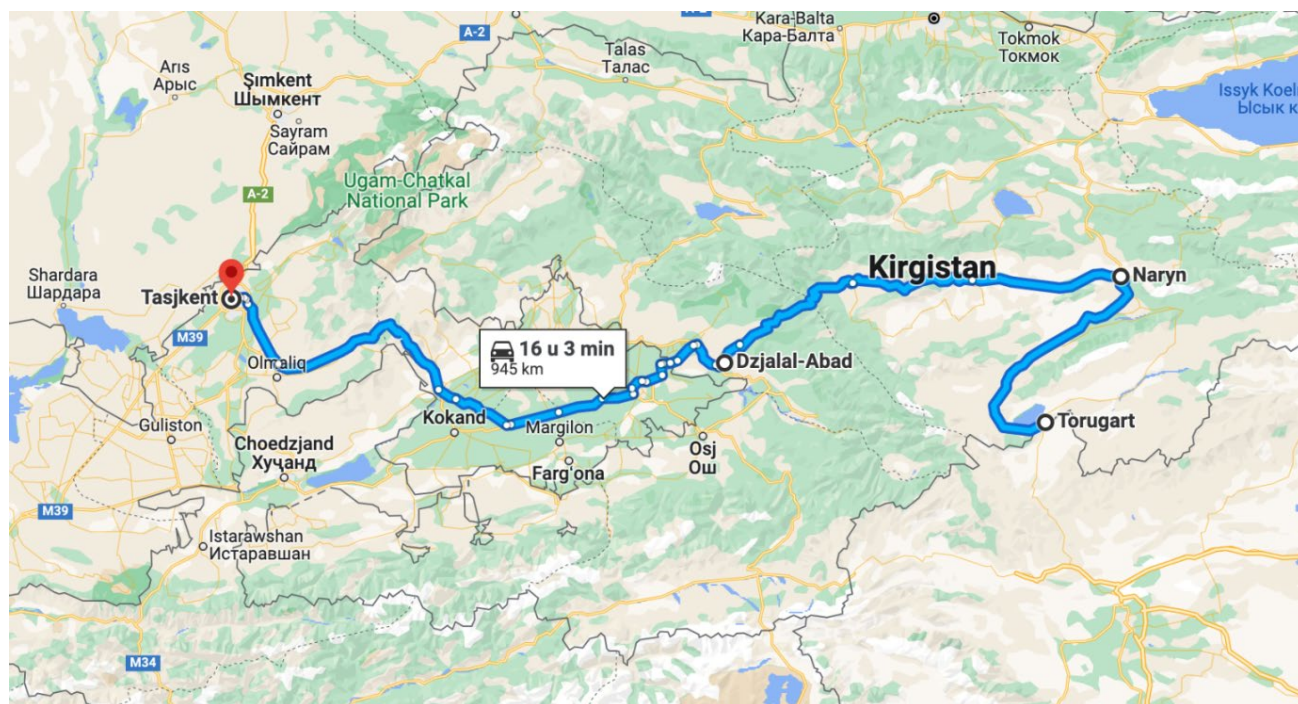 Kara-Balta
Кара-Балта
A-2
Talas
Талас
Tokmok
Токмок
Arıs
Арыс
Şımkent
Шымкент
Sayram
Сайрам
Issyk Koel
Ысык к
Ugam-Chatkal
National Park
A-2
Shardara
Шардара
Tasjkent
Kirgistan
Naryn
M39
16 u 3 min
945 km
Olmaliq
Dzjalal-Abad
Kokand
Margilon
Torugart
Guliston
Choedzjand
Хуҷанд
Farg'ona
Osj
Ош
M39
Istarawshan
Истаравшан
M34